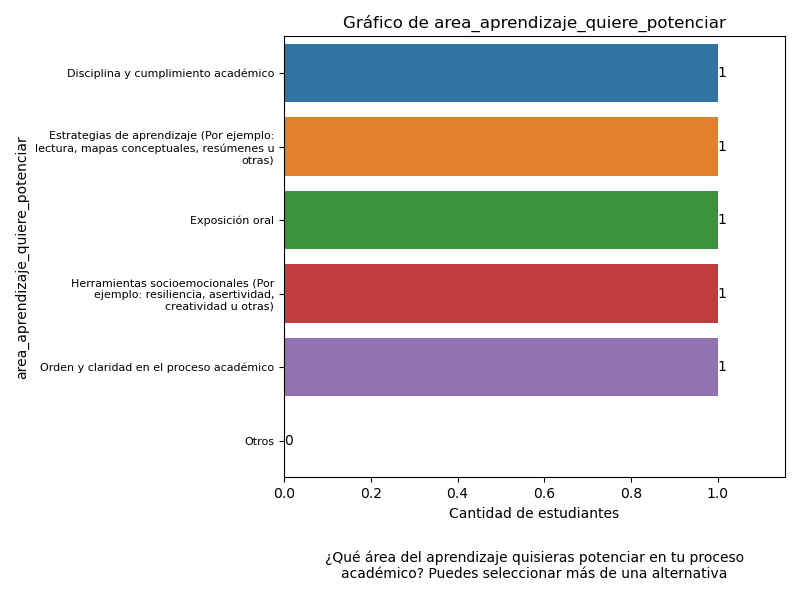 Gráfico de area_aprendizaje_quiere_potenciar
area_aprendizaje_quiere_potenciar
Disciplina y cumplimiento académico
1
Estrategias de aprendizaje (Por ejemplo:
lectura, mapas conceptuales, resúmenes u
otras)
1
Exposición oral
1
Herramientas socioemocionales (Por
ejemplo: resiliencia, asertividad,
creatividad u otras)
1
Orden y claridad en el proceso académico
1
Otros
0
0.0 0.2 0.4 0.6 0.8 1.0
Cantidad de estudiantes
¿Qué área del aprendizaje quisieras potenciar en tu proceso
académico? Puedes seleccionar más de una alternativa